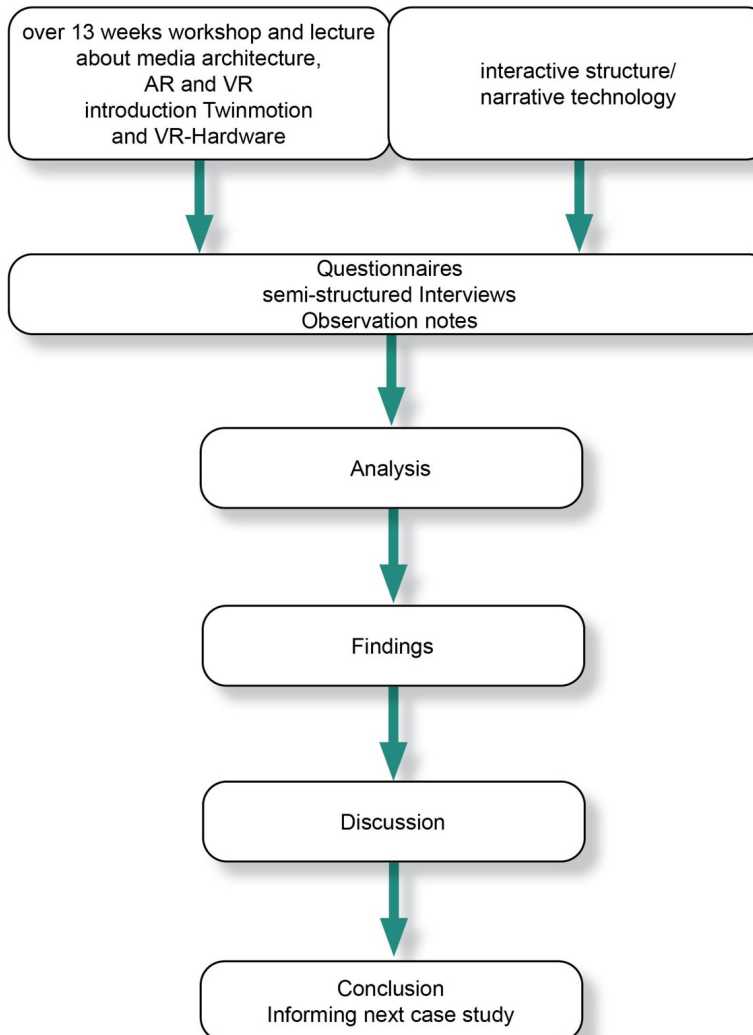 over 13 weeks workshop and lecture
about media architecture,
AR and VR
introduction Twinmotion
and VR-Hardware
interactive structure/
narrative technology
Questionnaires
semi-structured Interviews
Observation notes
Analysis
Findings
Discussion
Conclusion
Informing next case study